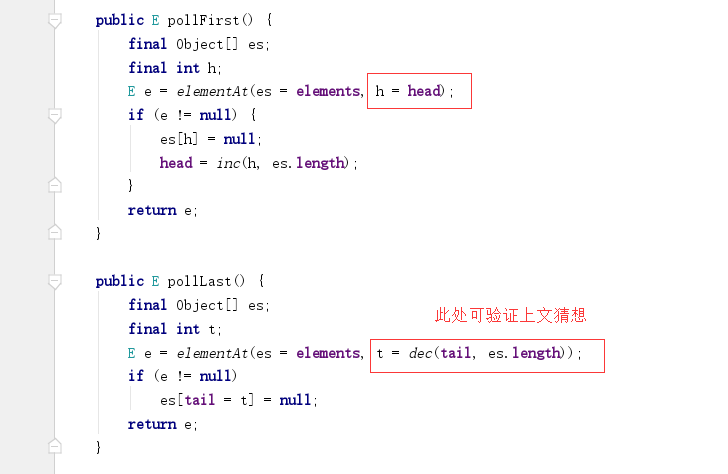 public E pollFirst() {
final Object[] es;
final int h;
E e = elementAt(es = elements, h = head);
if (e != null) {
es[h] = null;
head = inc(h, es.length);
}
return e;
}
public E pollLast() {
final Object[] es;
此处可验证上文猜想
final int t;
E e = elementAt(es = elements, t = dec(tail, es.length));
if (e != null)
es[tail = t] = null;
return e;
}